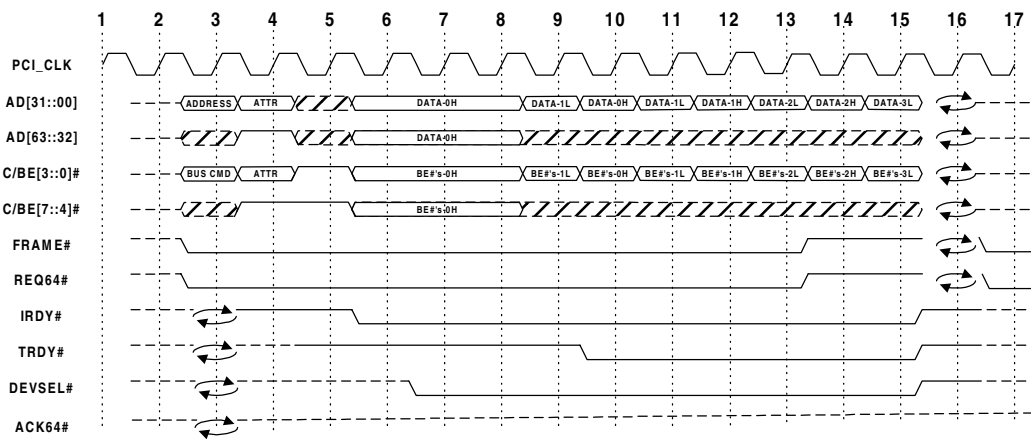 1 2 3 4 5 6 7 8 9 10 11 12 13 14 15 16 17
PCI_CLK
AD[31::00] ADDRESS ATTR DATA-0H DATA-1L DATA-0H DATA-1L DATA-1H DATA-2L DATA-2H DATA-3L
AD[63::32] DATA-0H
C/BE[3::0]# BUS CMD ATTR BE#'s-0H BE#'s-1L BE#'s-0H BE#'s-1L BE#'s-1H BE#'s-2L BE#'s-2H BE#'s-3L
C/BE[7::4]# BE#'s-0H
FRAME#
REQ64#
IRDY#
TRDY#
DEVSEL#
ACK64#